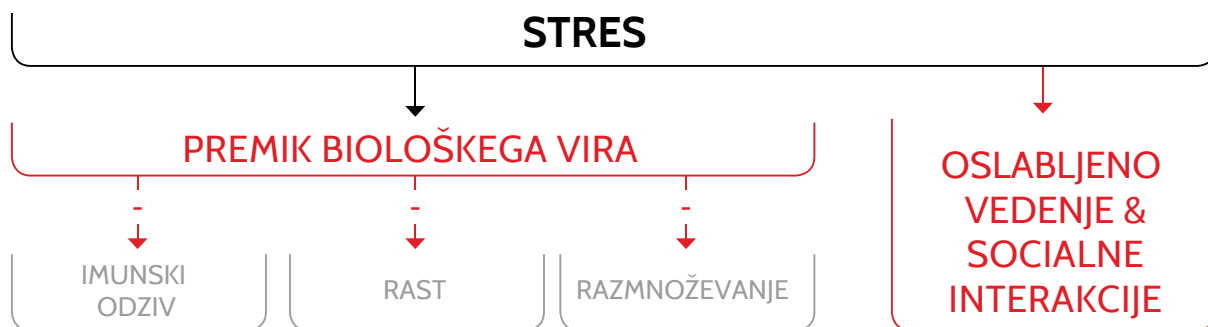 STRES
PREMIK BIOLOŠKEGA VIRA
-
-
-
IMUNSKI
ODZIV
RAST
RAZMNOŽEVANJE
OSLABLJENO
VEDENJE &
SOCIALNE
INTERAKCIJE